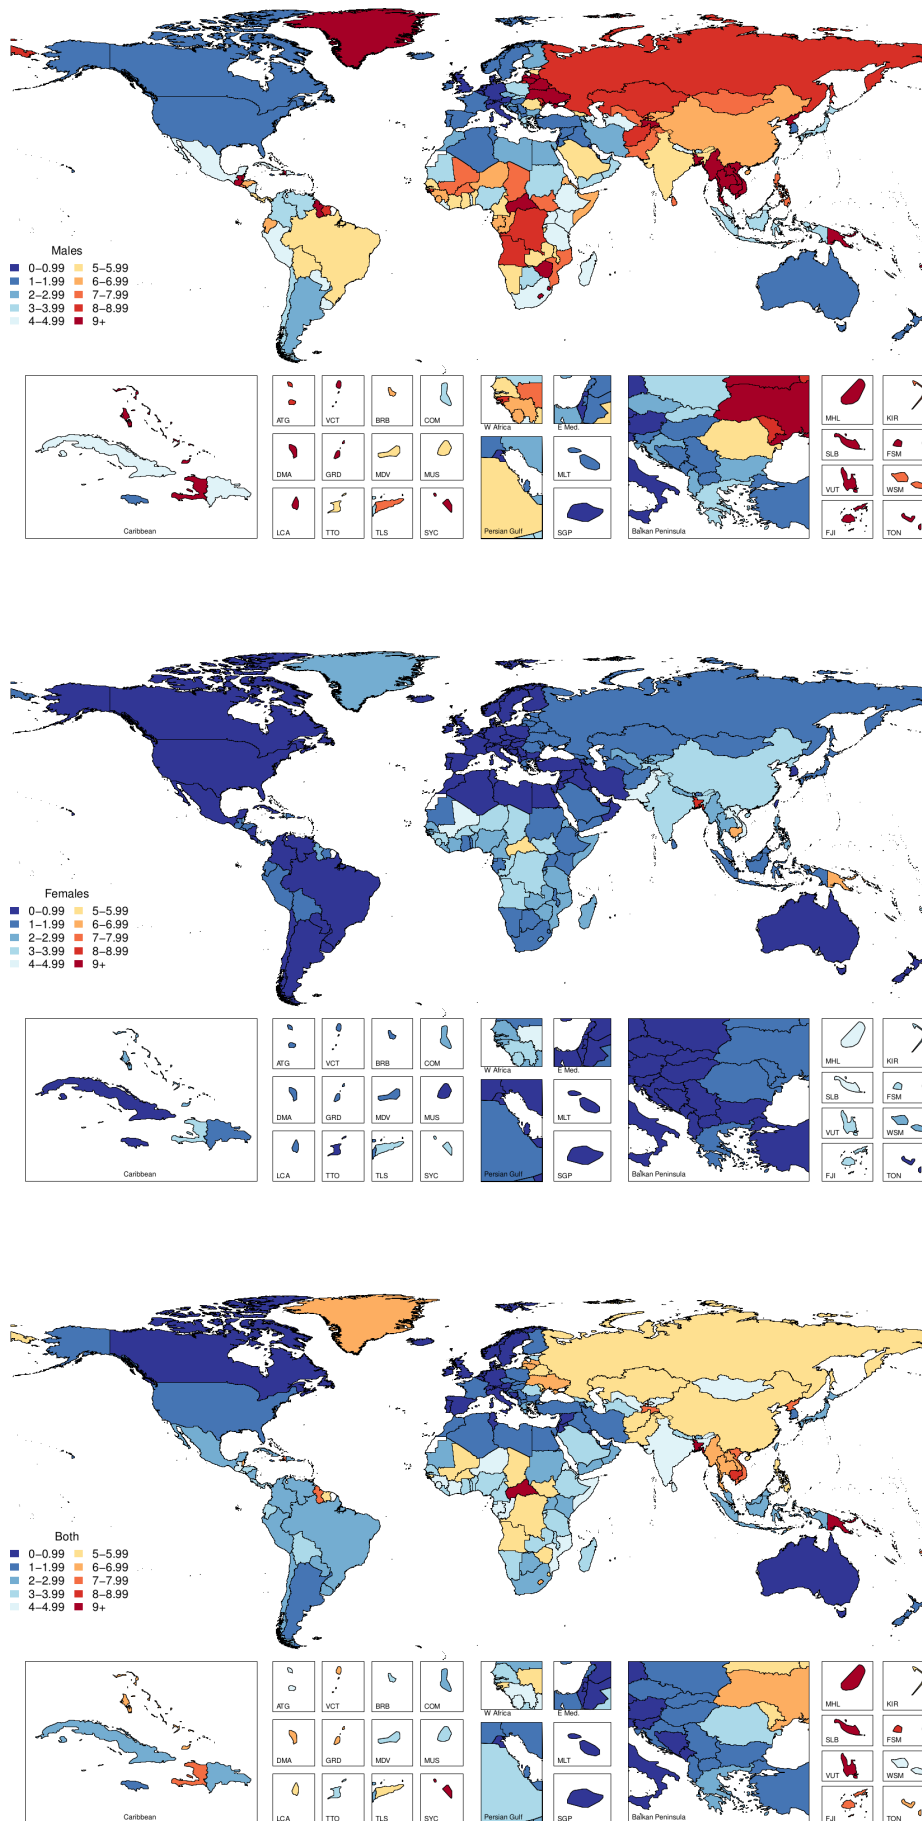 Males
0–0.99 5–5.99
1–1.99 6–6.99
2–2.99 7–7.99
3–3.99 8–8.99
4–4.99 9+
Caribbean
ATG VCT BRB COM
DMA GRD MDV MUS
LCA TTO TLS SYC
W Africa E Med.
Persian Gulf
MLT
SGP
Balkan Peninsula
MHL KIR
SLB FSM
VUT WSM
FJI TON
Females
0–0.99 5–5.99
1–1.99 6–6.99
2–2.99 7–7.99
3–3.99 8–8.99
4–4.99 9+
Caribbean
ATG VCT BRB COM
DMA GRD MDV MUS
LCA TTO TLS SYC
W Africa E Med.
Persian Gulf
MLT
SGP
Balkan Peninsula
MHL KIR
SLB FSM
VUT WSM
FJI TON
Both
0–0.99 5–5.99
1–1.99 6–6.99
2–2.99 7–7.99
3–3.99 8–8.99
4–4.99 9+
Caribbean
ATG VCT BRB COM
DMA GRD MDV MUS
LCA TTO TLS SYC
W Africa E Med.
Persian Gulf
MLT
SGP
Balkan Peninsula
MHL KIR
SLB FSM
VUT WSM
FJI TON